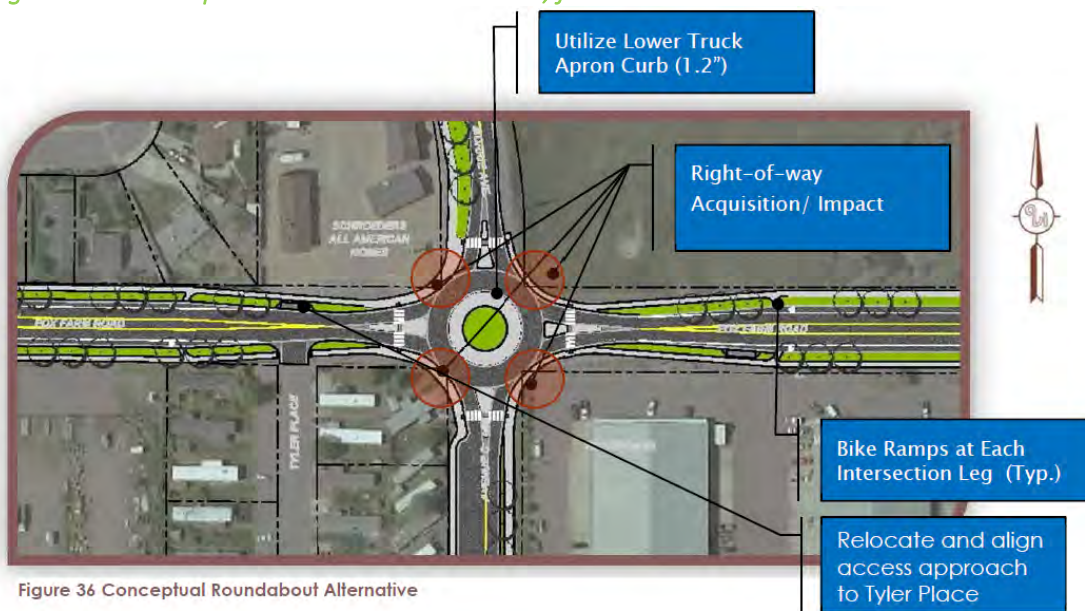 Utilize Lower Truck
Apron Curb (1.2")
Right-of-way
Acquisition/ Impact
SCHROEDERS
ALL AMERICAN
HOMES
MONROE AVE
FOX FARM ROAD
FOX FARM ROAD
TYLER PLACE
Bike Ramps at Each
Intersection Leg (Typ.)
Relocate and align
access approach
to Tyler Place
Figure 36 Conceptual Roundabout Alternative